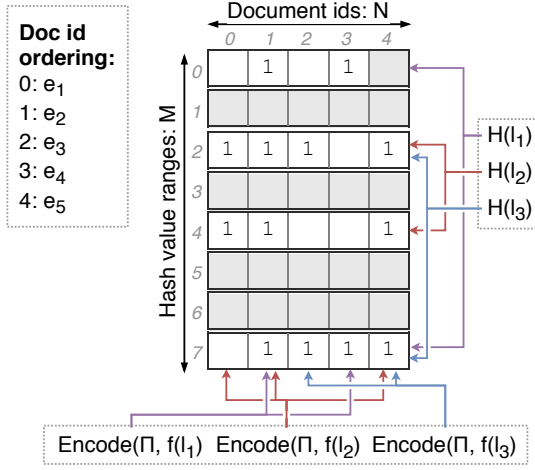 Document ids: N
Doc id
ordering:
0: e₁
1: e₂
2: e₃
3: e₄
4: e₅
Hash value ranges: M
0 1 2 3 4
0 1 1
1
2 1 1 1 1
3
4 1 1 1
5
6
7 1 1 1 1
H(l₁)
H(l₂)
H(l₃)
Encode(Π, f(l₁) Encode(Π, f(l₂) Encode(Π, f(l₃)